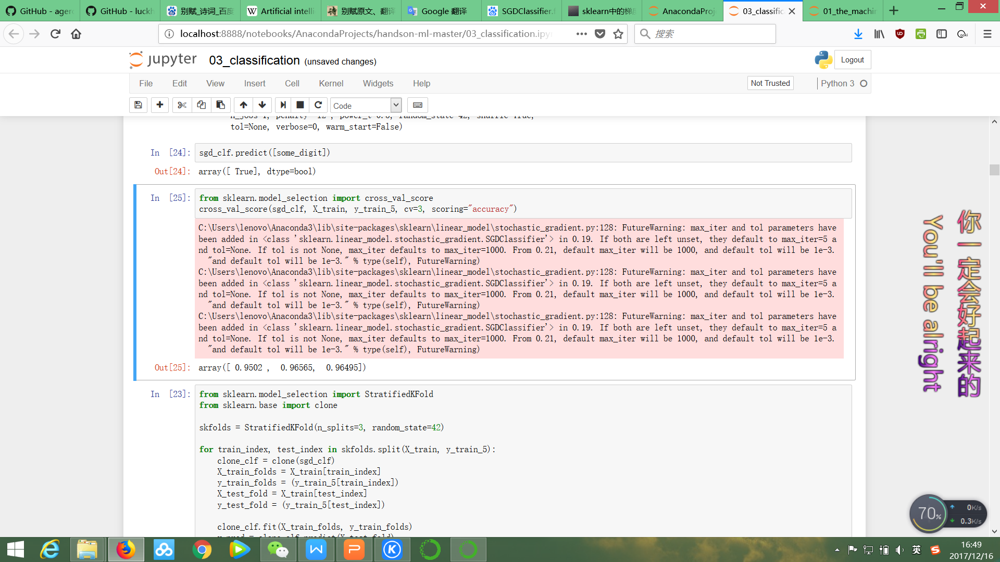 GitHub - agero
GitHub - luckh
别赋_诗词_百度
Artificial intelli
别赋原文、翻译
Google 翻译
SGDClassifier.f
sklearn中的梯度
AnacondaProj
03_classific
01_the_machin
localhost:8888/notebooks/AnacondaProjects/handson-ml-master/03_classification.ipyn
搜索
jupyter 03_classification (unsaved changes)
Logout
File Edit View Insert Cell Kernel Widgets Help
Not Trusted
Python 3
Code
tol=None, verbose=0, warm_start=False)
In [24]: sgd_clf.predict([some_digit])
Out[24]: array([ True], dtype=bool)
In [25]: from sklearn.model_selection import cross_val_score
cross_val_score(sgd_clf, X_train, y_train_5, cv=3, scoring="accuracy")
C:\Users\lenovo\Anaconda3\lib\site-packages\sklearn\linear_model\stochastic_gradient.py:128: FutureWarning: max_iter and tol parameters have
been added in <class 'sklearn.linear_model.stochastic_gradient.SGDClassifier'> in 0.19. If both are left unset, they default to max_iter=5 a
nd tol=None. If tol is not None, max_iter defaults to max_iter=1000. From 0.21, default max_iter will be 1000, and default tol will be 1e-3.
"and default tol will be 1e-3." % type(self), FutureWarning)
C:\Users\lenovo\Anaconda3\lib\site-packages\sklearn\linear_model\stochastic_gradient.py:128: FutureWarning: max_iter and tol parameters have
been added in <class 'sklearn.linear_model.stochastic_gradient.SGDClassifier'> in 0.19. If both are left unset, they default to max_iter=5 a
nd tol=None. If tol is not None, max_iter defaults to max_iter=1000. From 0.21, default max_iter will be 1000, and default tol will be 1e-3.
"and default tol will be 1e-3." % type(self), FutureWarning)
C:\Users\lenovo\Anaconda3\lib\site-packages\sklearn\linear_model\stochastic_gradient.py:128: FutureWarning: max_iter and tol parameters have
been added in <class 'sklearn.linear_model.stochastic_gradient.SGDClassifier'> in 0.19. If both are left unset, they default to max_iter=5 a
nd tol=None. If tol is not None, max_iter defaults to max_iter=1000. From 0.21, default max_iter will be 1000, and default tol will be 1e-3.
"and default tol will be 1e-3." % type(self), FutureWarning)
Out[25]: array([ 0.9502 , 0.96565, 0.96495])
In [23]: from sklearn.model_selection import StratifiedKFold
from sklearn.base import clone
skfolds = StratifiedKFold(n_splits=3, random_state=42)
for train_index, test_index in skfolds.split(X_train, y_train_5):
clone_clf = clone(sgd_clf)
X_train_folds = X_train[train_index]
y_train_folds = (y_train_5[train_index])
X_test_fold = X_train[test_index]
y_test_fold = (y_train_5[test_index])
clone_clf.fit(X_train_folds, y_train_folds)
你一定会好起来的
You'll be alright
70%
0K/s
0.3K/s
英
16:49
2017/12/16